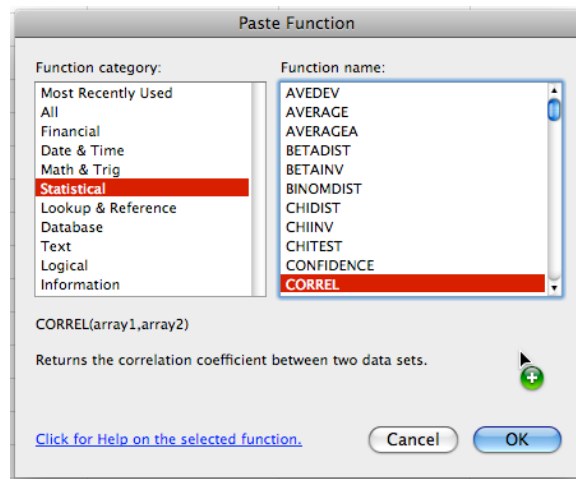 Paste Function
Function category:
Function name:
Most Recently Used
All
Financial
Date & Time
Math & Trig
Statistical
Lookup & Reference
Database
Text
Logical
Information
AVEDEV
AVERAGE
AVERAGEA
BETADIST
BETAINV
BINOMDIST
CHIDIST
CHIINV
CHITEST
CONFIDENCE
CORREL
CORREL(array1,array2)
Returns the correlation coefficient between two data sets.
Click for Help on the selected function.
Cancel
OK